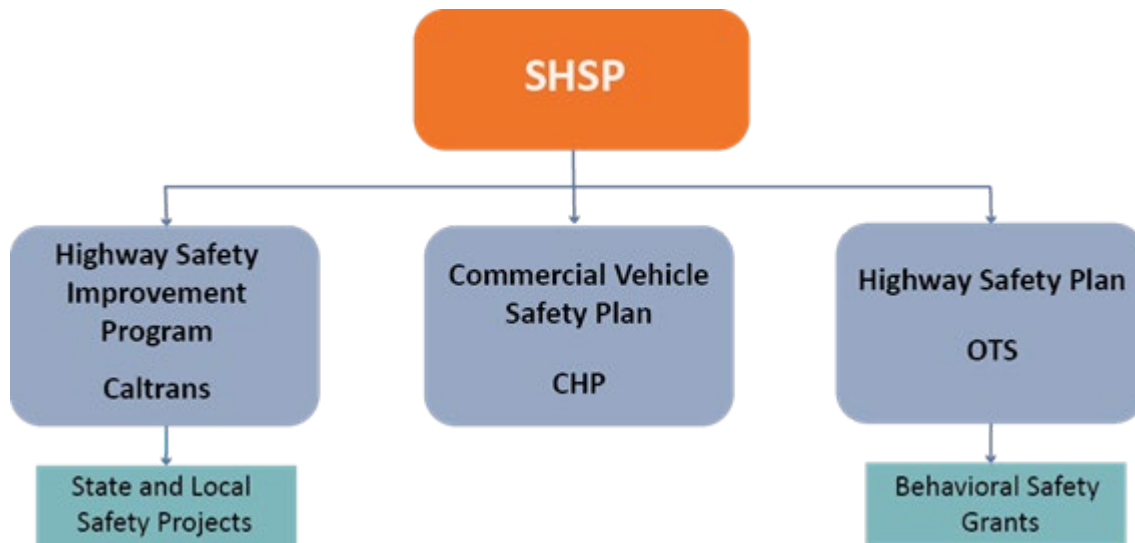 SHSP
Highway Safety
Improvement
Program
Caltrans
Commercial Vehicle
Safety Plan
CHP
Highway Safety Plan
OTS
State and Local
Safety Projects
Behavioral Safety
Grants